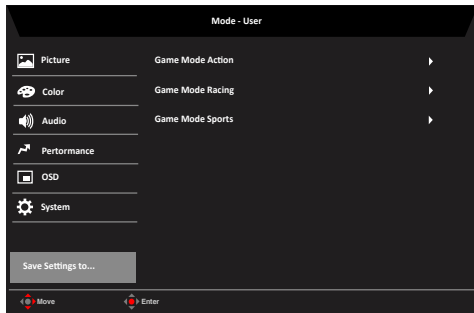 Mode - User
Picture
Game Mode Action
Color
Game Mode Racing
Audio
Game Mode Sports
Pertormance
OSD
System
Save Settings to...
Move
Enter